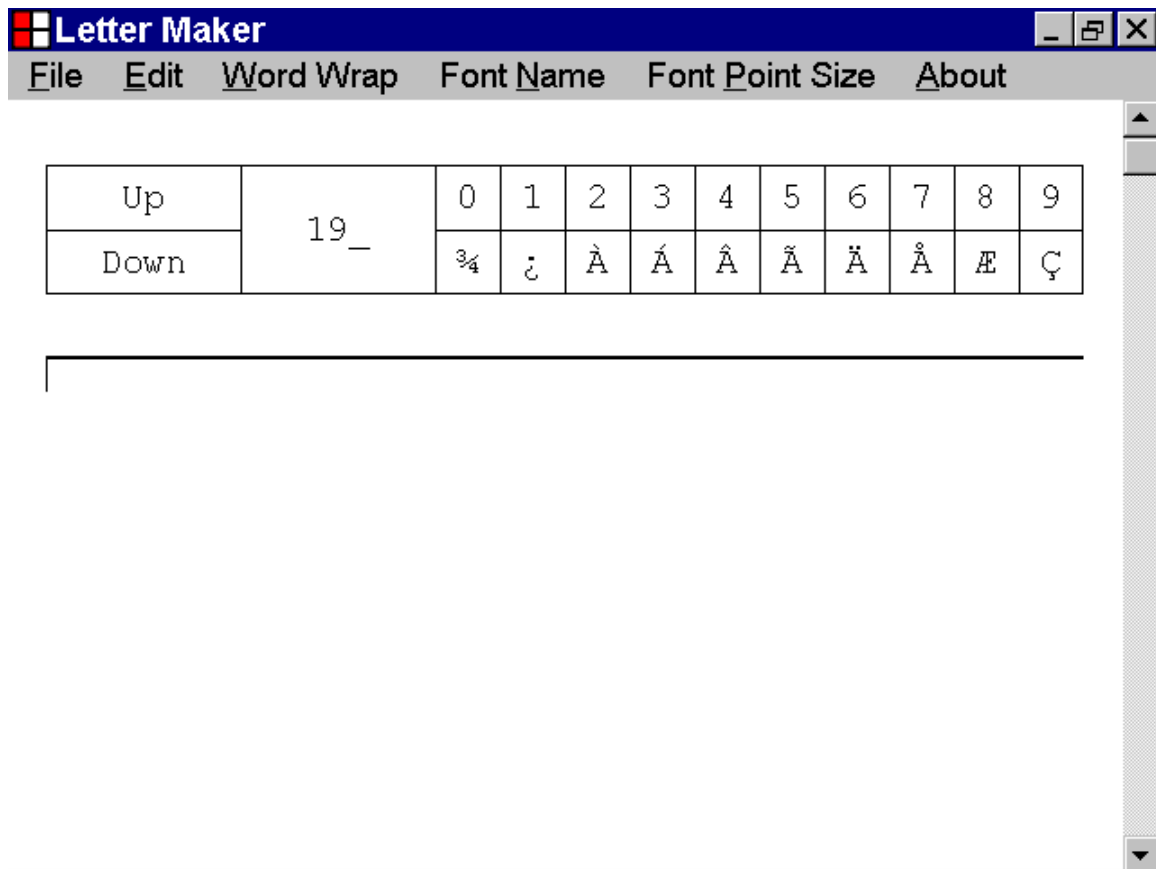 Letter Maker
File Edit Word Wrap Font Name Font Point Size About
Up 19_ 0 1 2 3 4 5 6 7 8 9
Down ¾ ¿ À Á Â Ã Ä Å Æ Ç